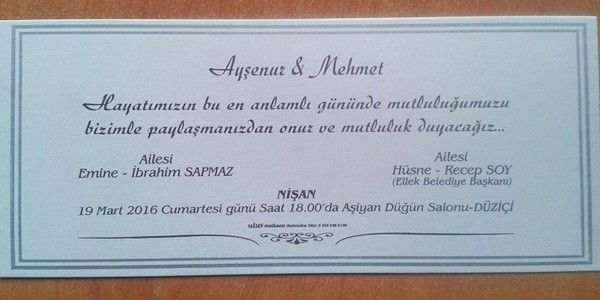 Ayşenur & Mehmet
Hayatımızın bu en anlamlı gününde mutluluğumuzu
bizimle paylaşmanızdan onur ve mutluluk duyacağız...
Ailesi
Emine - İbrahim SAPMAZ
Ailesi
Hüsne - Recep SOY
(Ellek Belediye Başkanı)
NİŞAN
19 Mart 2016 Cumartesi günü Saat 18.00'da Aşiyan Düğün Salonu-DÜZİÇİ